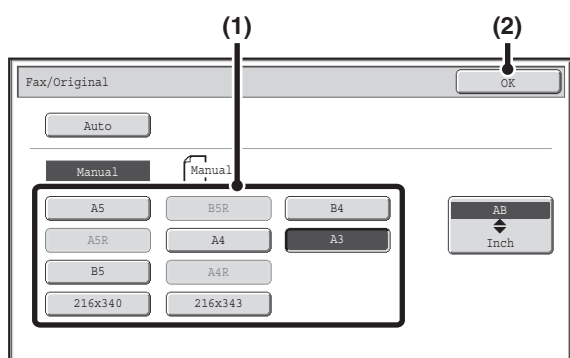 (1) (2)
Fax/Original OK
Auto
Manual Manual
A5 B5R B4 AB
A5R A4 A3 Inch
B5 A4R
216x340 216x343